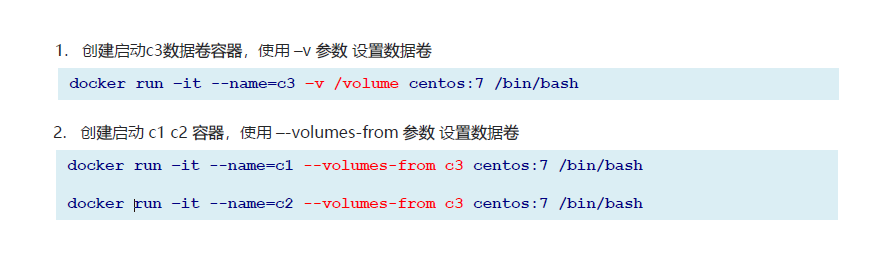 1. 创建启动c3数据卷容器，使用 –v 参数 设置数据卷
docker run –it --name=c3 –v /volume centos:7 /bin/bash
2. 创建启动 c1 c2 容器，使用 –-volumes-from 参数 设置数据卷
docker run –it --name=c1 --volumes-from c3 centos:7 /bin/bash
docker run –it --name=c2 --volumes-from c3 centos:7 /bin/bash